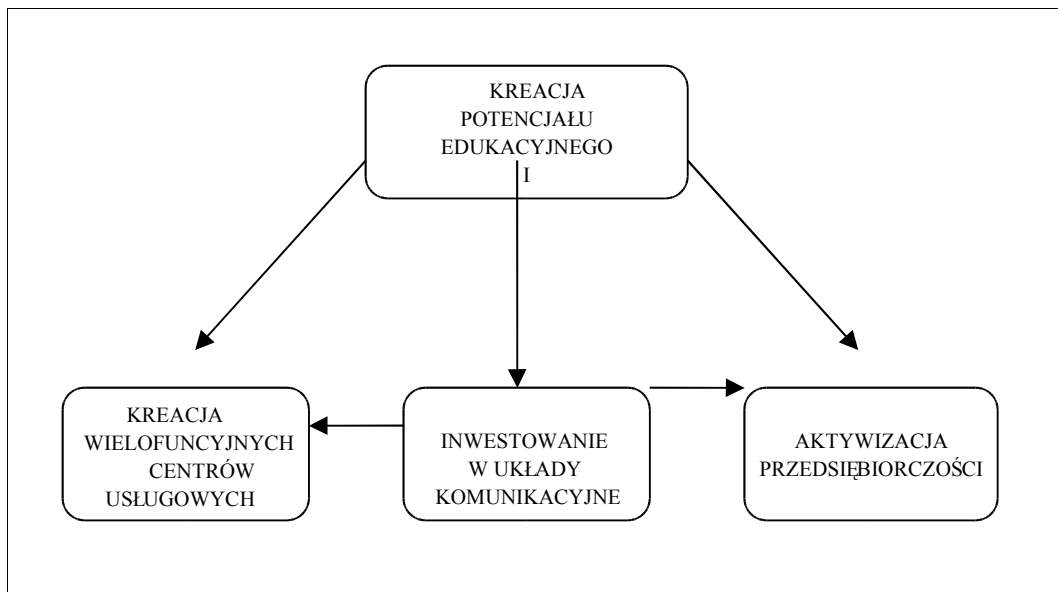 KREACJA
POTENCJAŁU
EDUKACYJNEGO
I
KREACJA
WIELOFUNCYJNYCH
CENTRÓW
USŁUGOWYCH
INWESTOWANIE
W UKŁADY
KOMUNIKACYJNE
AKTYWIZACJA
PRZEDSIĘBIORCZOŚCI